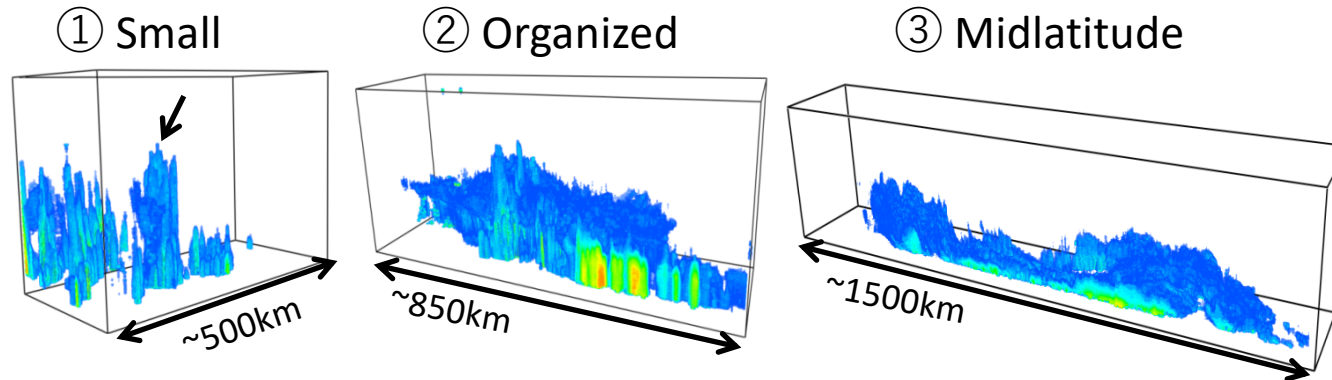 ① Small
② Organized
③ Midlatitude
~500km
~850km
~1500km